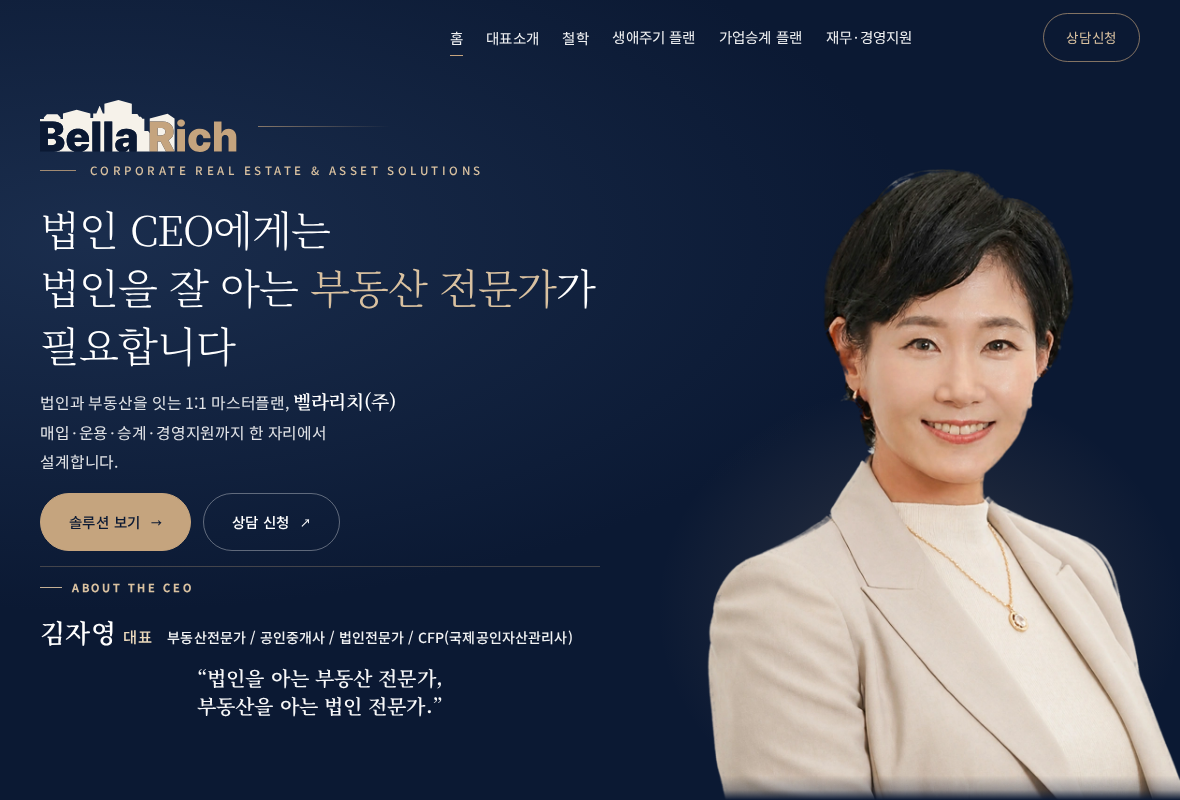 홈 대표소개 철학 생애주기 플랜 가업승계 플랜 재무·경영지원 상담신청
Bella Rich
CORPORATE REAL ESTATE & ASSET SOLUTIONS
법인 CEO에게는
법인을 잘 아는 부동산 전문가가
필요합니다
법인과 부동산을 잇는 1:1 마스터플랜, 벨라리치(주)
매입·운용·승계·경영지원까지 한 자리에서
설계합니다.
솔루션 보기 → 상담 신청 ↗
ABOUT THE CEO
김자영 대표 부동산전문가 / 공인중개사 / 법인전문가 / CFP(국제공인자산관리사)
“법인을 아는 부동산 전문가,
부동산을 아는 법인 전문가.”